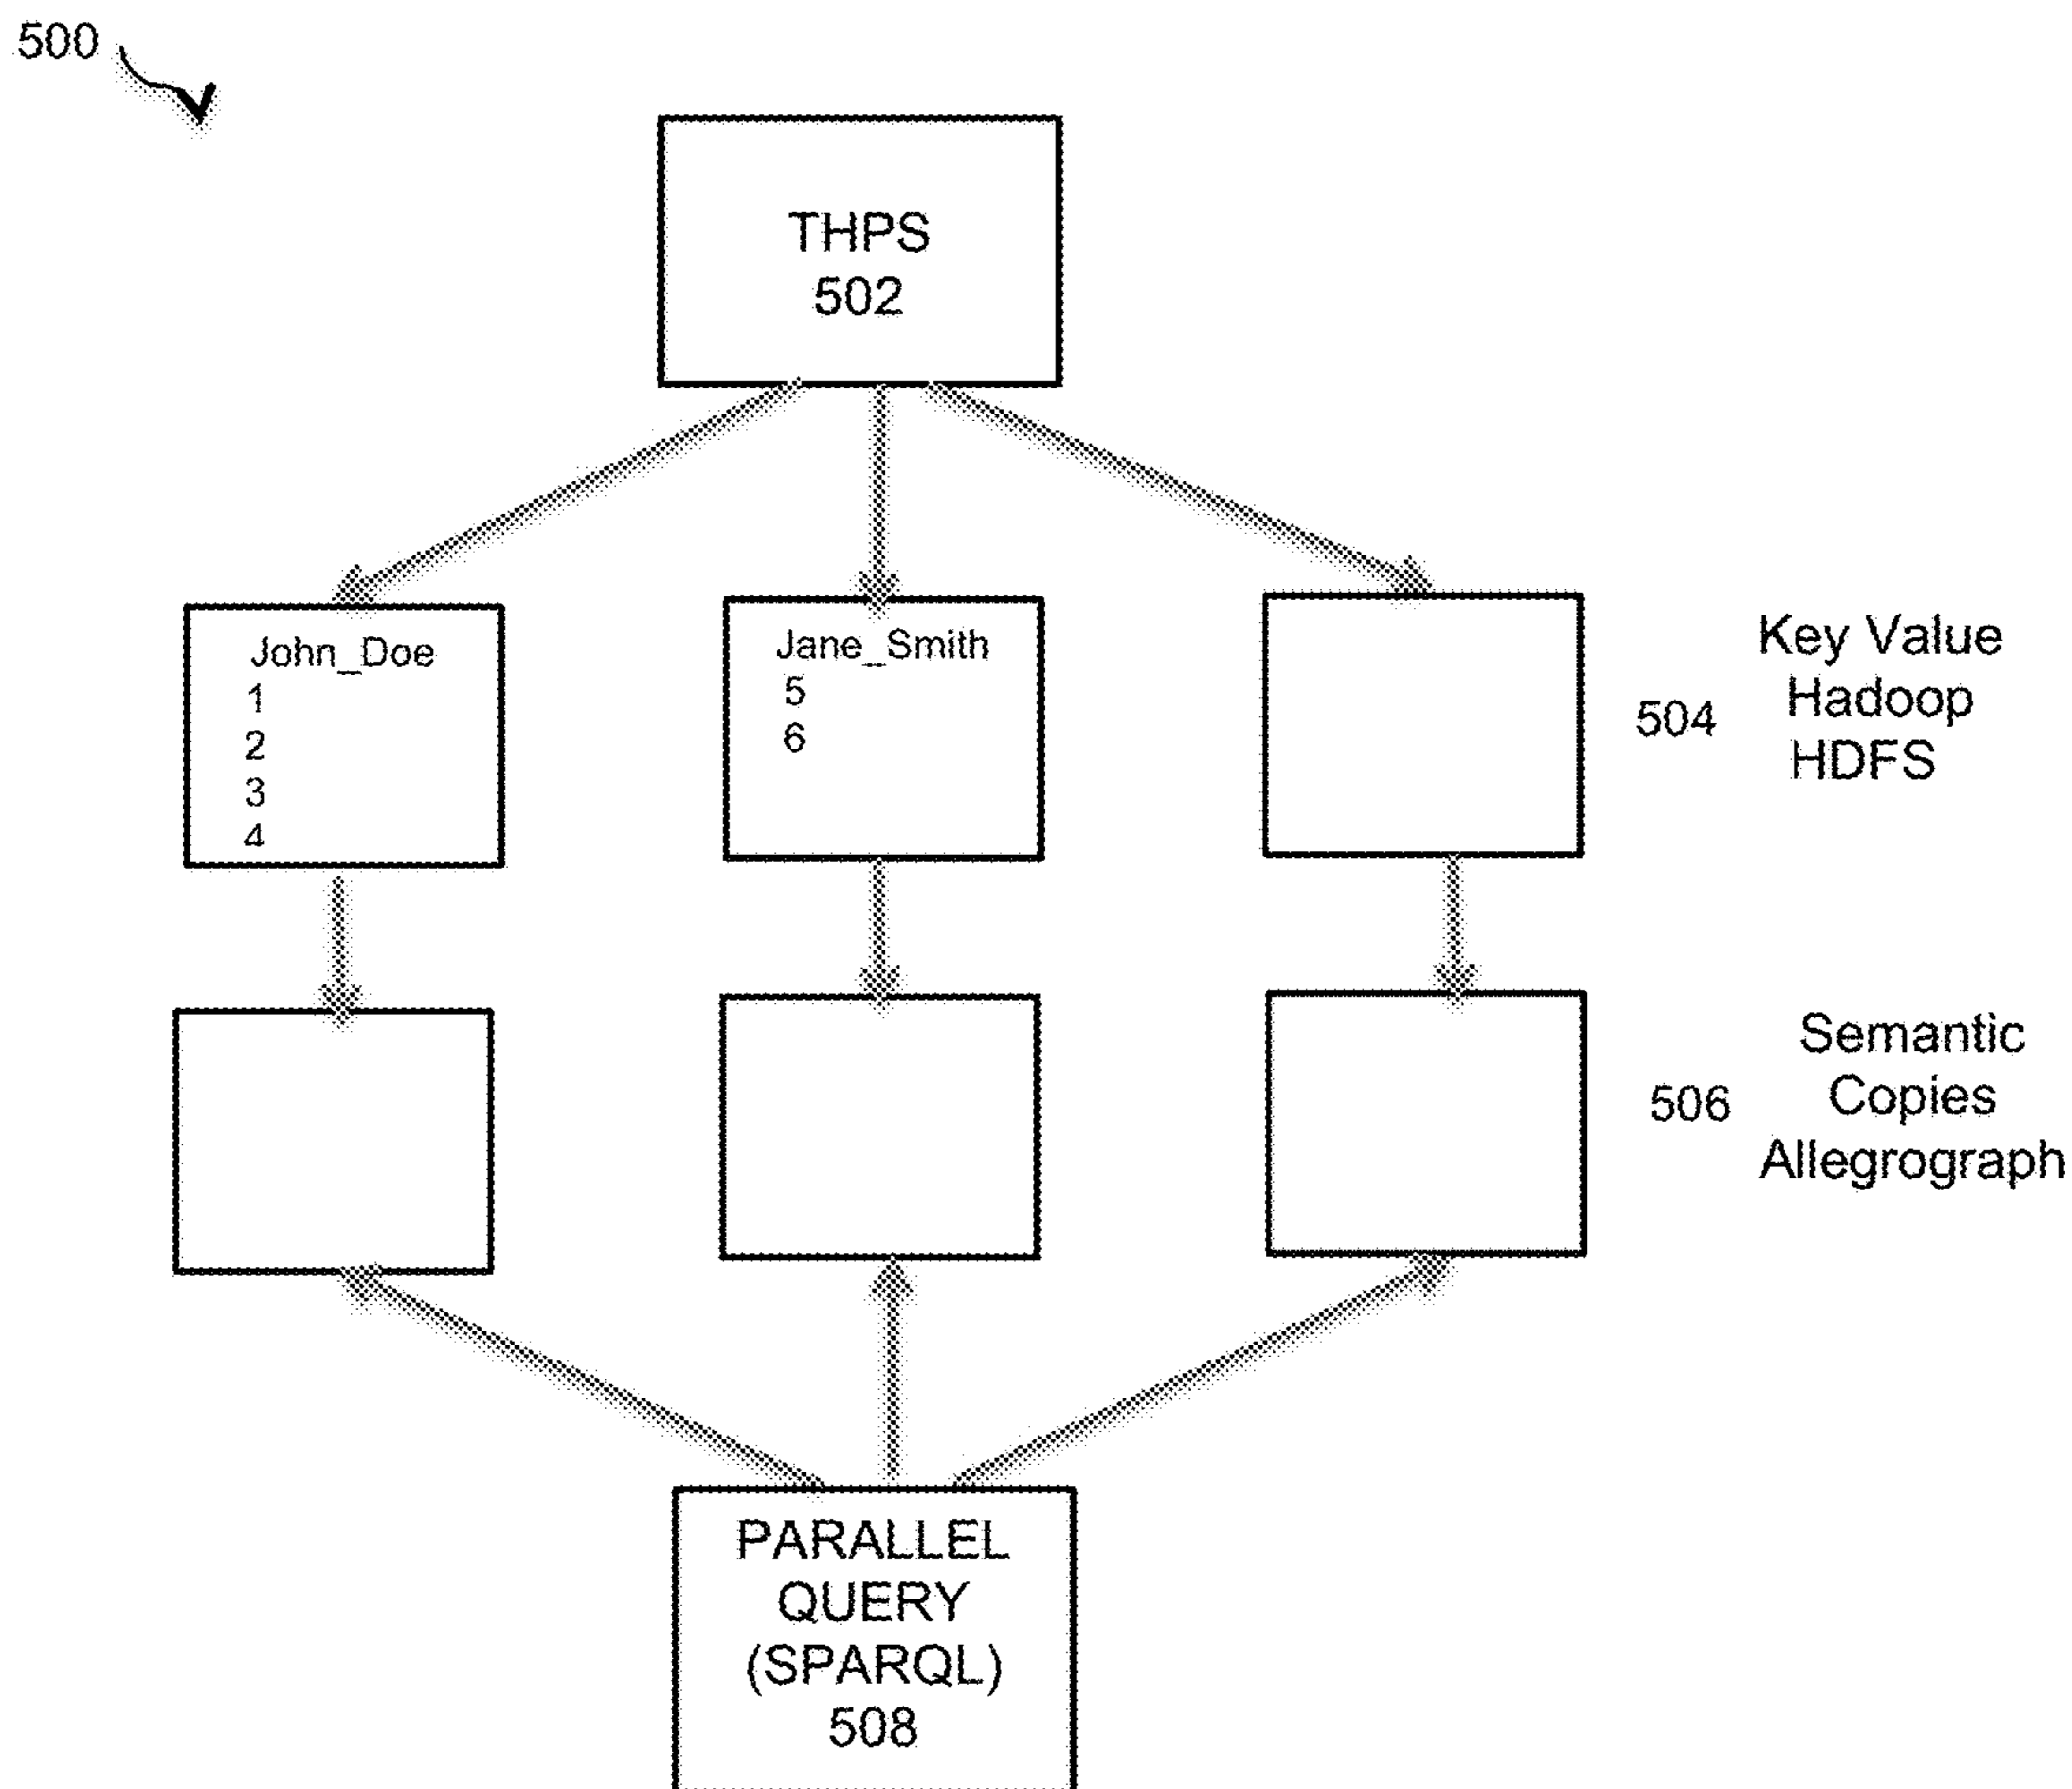 500
THPS
502
John_Doe
1
2
3
4
Jane_Smith
5
6
504
Key Value
Hadoop
HDFS
506
Semantic
Copies
Allegrograph
PARALLEL
QUERY
(SPARQL)
508